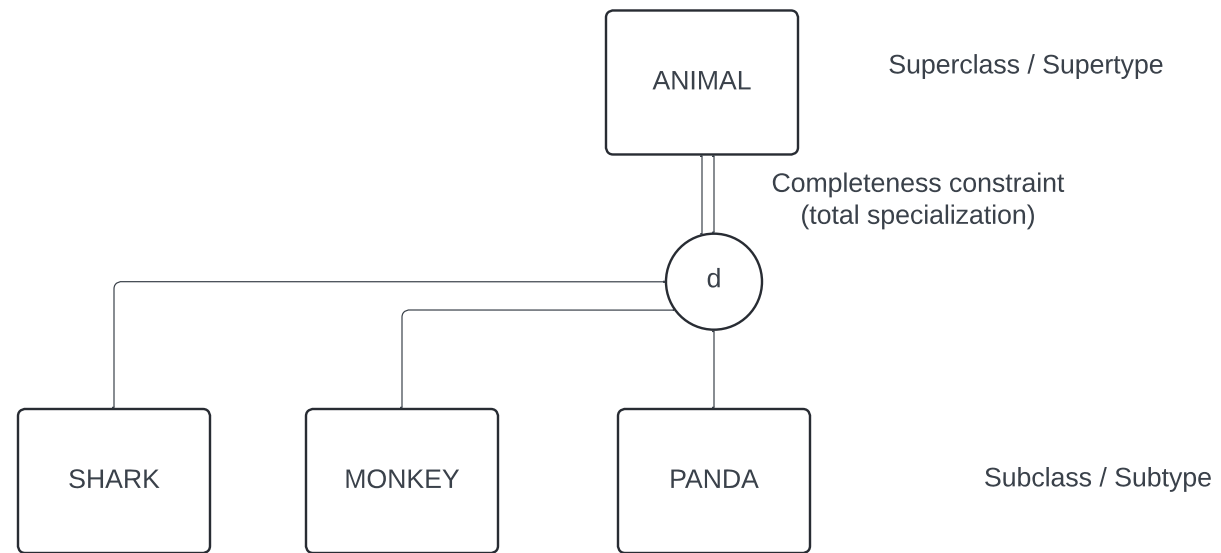 ANIMAL
Superclass / Supertype
Completeness constraint
(total specialization)
d
SHARK
MONKEY
PANDA
Subclass / Subtype